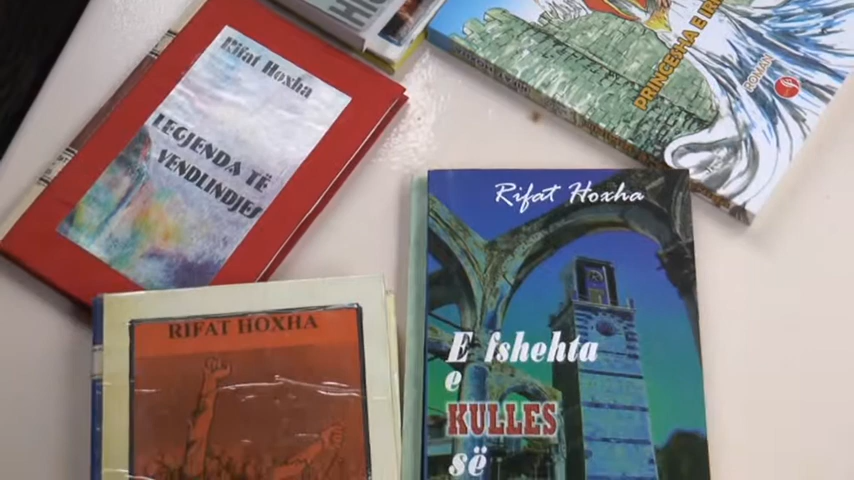 Rifat Hoxha
LEGJENDA TË
VENDLINDJES
PRINCESHA E
ROMAN
RIFAT HOXHA
Rifat Hoxha
E fshehta
e
KULLES
së